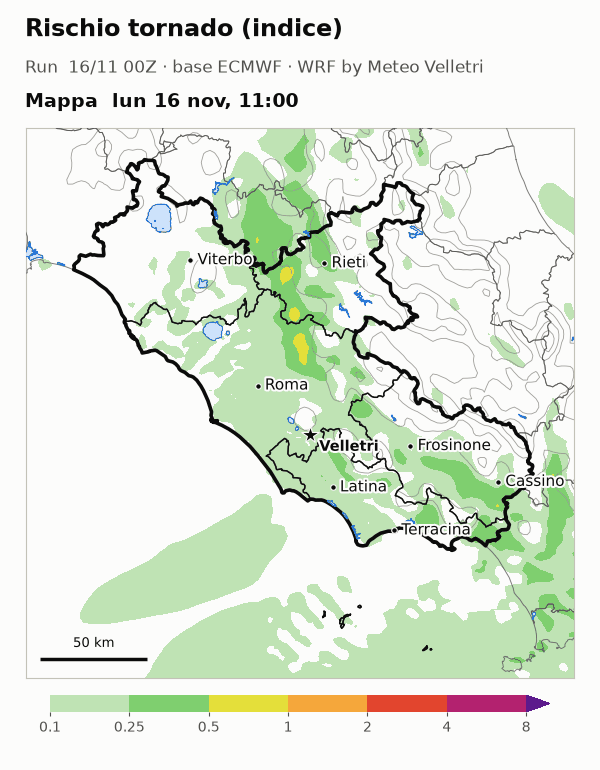 Rischio tornado (indice)
Run  16/11 00Z · base ECMWF · WRF by Meteo Velletri
Mappa  lun 16 nov, 11:00
Viterbo
Rieti
Roma
Velletri
Frosinone
Latina
Cassino
Terracina
50 km
0.1 0.25 0.5 1 2 4 8